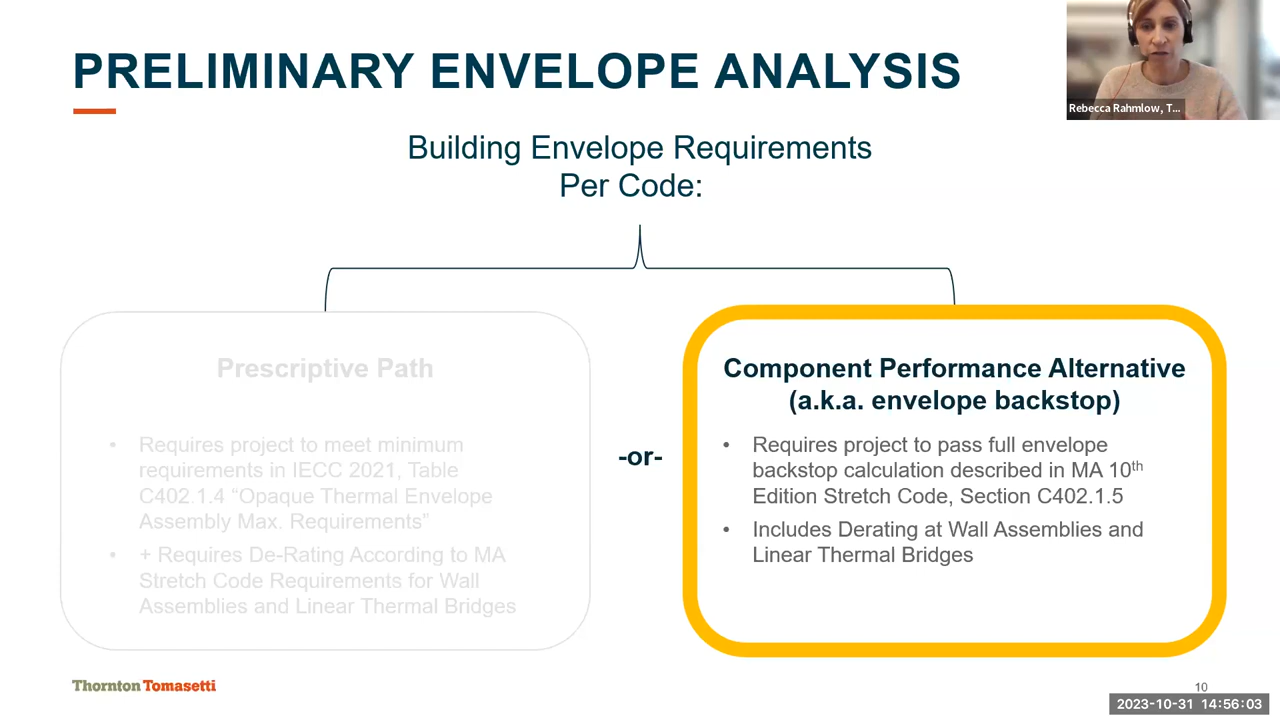 PRELIMINARY ENVELOPE ANALYSIS
Rebecca Rahmlow, T...
Building Envelope Requirements
Per Code:
Prescriptive Path
• Requires project to meet minimum
requirements in IECC 2021, Table
C402.1.4 “Opaque Thermal Envelope
Assembly Max. Requirements”
• + Requires De-Rating According to MA
Stretch Code Requirements for Wall
Assemblies and Linear Thermal Bridges
-or-
Component Performance Alternative
(a.k.a. envelope backstop)
• Requires project to pass full envelope
backstop calculation described in MA 10th
Edition Stretch Code, Section C402.1.5
• Includes Derating at Wall Assemblies and
Linear Thermal Bridges
Thornton Tomasetti
10
2023-10-31 14:56:03